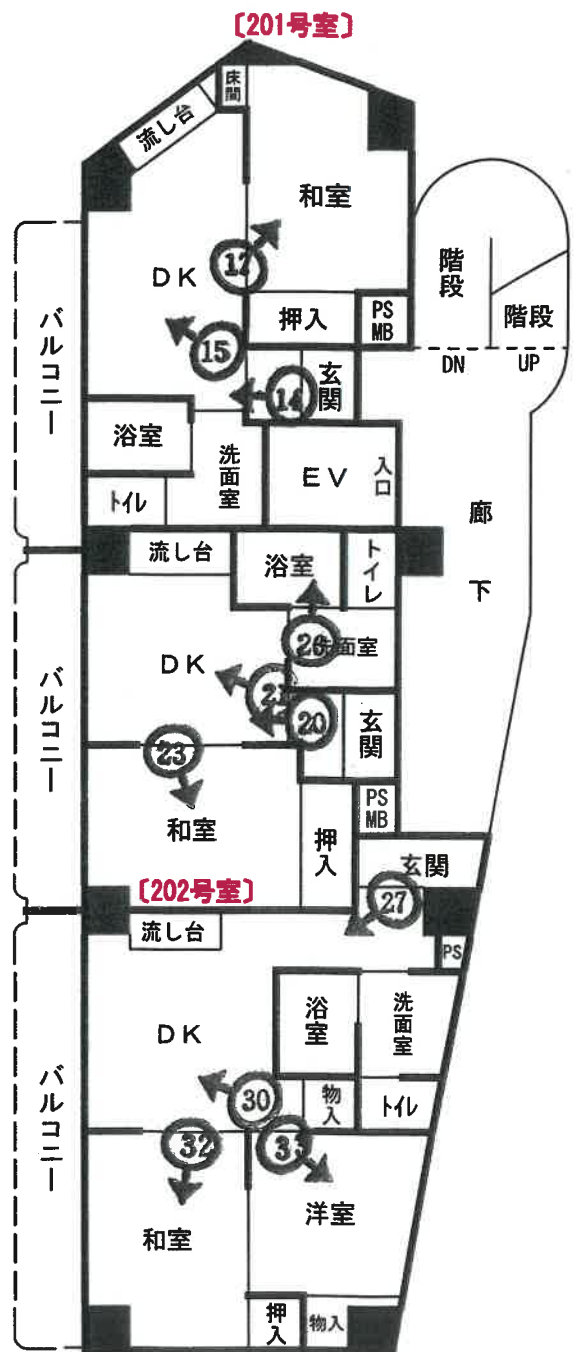 〔201号室〕
床間
流し台
和室
DK
17
押入
PS
MB
階段
階段
DN
UP
バルコニー
15
14
玄関
浴室
洗面室
トイレ
EV
入口
廊下
流し台
浴室
トイレ
26
洗面室
DK
21
20
玄関
バルコニー
23
和室
押入
PS
MB
〔202号室〕
玄関
27
流し台
PS
浴室
洗面室
DK
バルコニー
30
物入
トイレ
32
33
和室
洋室
押入
物入